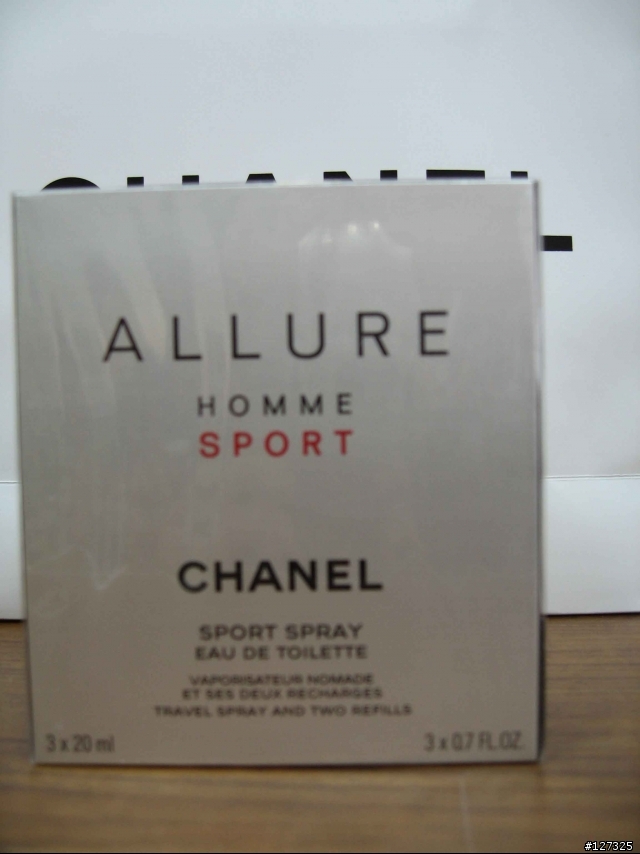 CHANEL
ALLURE
HOMME
SPORT
CHANEL
SPORT SPRAY
EAU DE TOILETTE
VAPORISATEUR NOMADE
ET SES DEUX RECHARGES
TRAVEL SPRAY AND TWO REFILLS
3 x 20 ml
3 x 0.7 FL.OZ.
#127325